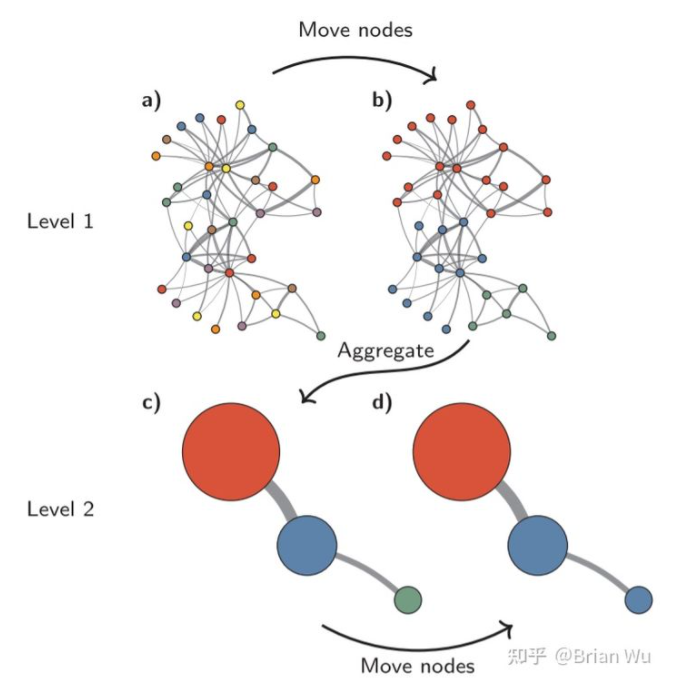 Move nodes
a)
b)
Level 1
Aggregate
c)
d)
Level 2
Move nodes
知乎 @Brian Wu